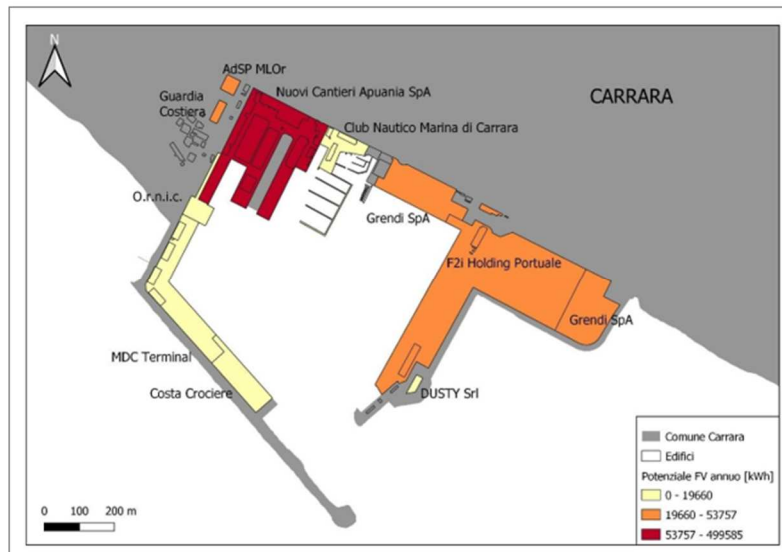 N
AdSP MLOr
Nuovi Cantieri Apuania SpA
CARRARA
Guardia
Costiera
Club Nautico Marina di Carrara
O.r.n.i.c.
Grendi SpA
F2i Holding Portuale
Grendi SpA
MDC Terminal
DUSTY Srl
Costa Crociere
Comune Carrara
Edifici
Potenziale FV annuo [kWh]
0 - 19660
19660 - 53757
53757 - 499585
0 100 200 m